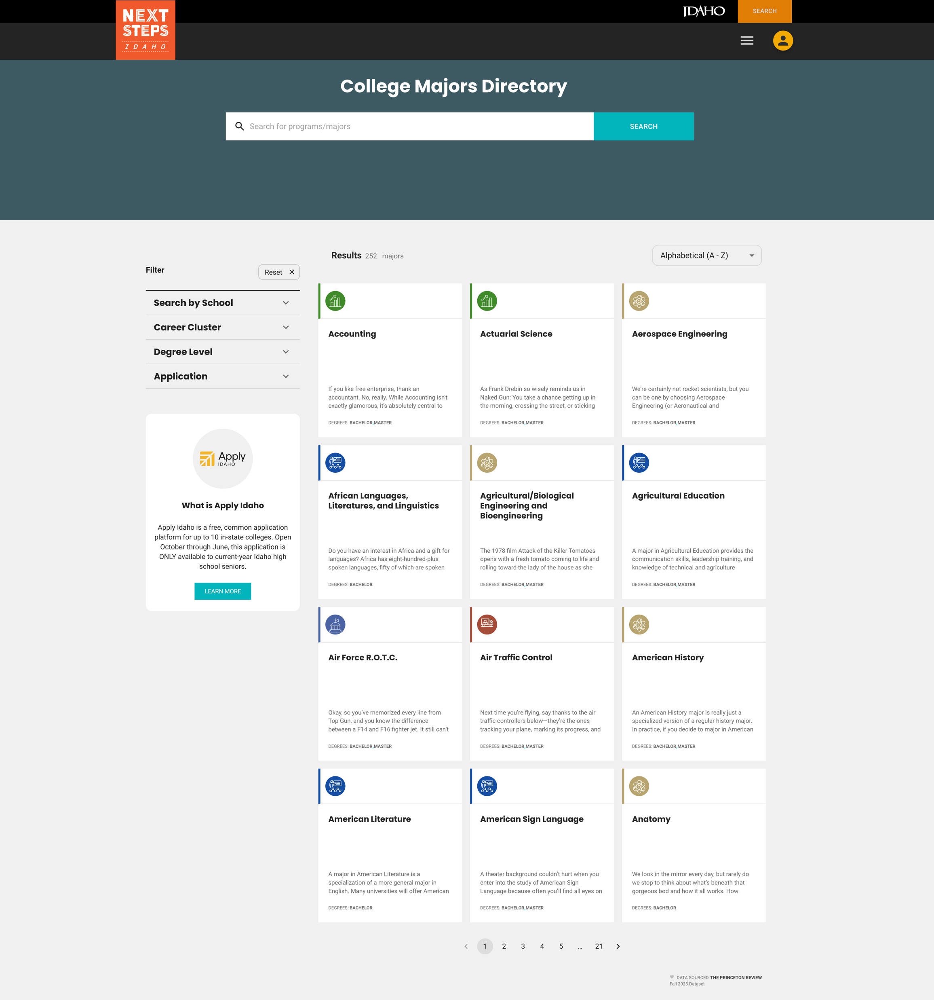 NEXT
STEPS
IDAHO
IDAHO
SEARCH
College Majors Directory
Search for programs/majors
SEARCH
Filter
Reset
Search by School
Career Cluster
Degree Level
Application
Apply
IDAHO
What is Apply Idaho
Apply Idaho is a free, common application
platform for up to 10 in-state colleges. Open
October through June, this application is
ONLY available to current-year Idaho high
school seniors.
LEARN MORE
Results 252 majors
Alphabetical (A - Z)
Accounting
If you like free enterprise, thank an
accountant. No, really. While Accounting isn't
exactly glamorous, it's absolutely central to
DEGREES: BACHELOR,MASTER
Actuarial Science
As Frank Drebin so wisely reminds us in
Naked Gun: You take a chance getting up in
the morning, crossing the street, or sticking
DEGREES: BACHELOR,MASTER
Aerospace Engineering
We're certainly not rocket scientists, but you
can be one by choosing Aerospace
Engineering (or Aeronautical and
DEGREES: BACHELOR,MASTER
African Languages,
Literatures, and Linguistics
Do you have an interest in Africa and a gift for
languages? Africa has eight-hundred-plus
spoken languages, fifty of which are spoken
DEGREES: BACHELOR
Agricultural/Biological
Engineering and
Bioengineering
The 1978 film Attack of the Killer Tomatoes
opens with a fresh tomato coming to life and
rolling toward the lady of the house as she
DEGREES: BACHELOR,MASTER
Agricultural Education
A major in Agricultural Education provides the
communication skills, leadership training, and
knowledge of technical and agriculture
DEGREES: BACHELOR,MASTER
Air Force R.O.T.C.
Okay, so you’ve memorized every line from
Top Gun, and you know the difference
between a F14 and F16 fighter jet. It still can’t
DEGREES: BACHELOR,MASTER
Air Traffic Control
Next time you’re flying, say thanks to the air
traffic controllers below—they’re the ones
tracking your plane, marking its progress, and
DEGREES: BACHELOR,MASTER
American History
An American History major is really just a
specialized version of a regular history major.
In practice, if you decide to major in American
DEGREES: BACHELOR,MASTER
American Literature
A major in American Literature is a
specialization of a more general major in
English. Many universities will offer American
DEGREES: BACHELOR
American Sign Language
A theater background couldn’t hurt when you
enter into the study of American Sign
Language because often you’ll find all eyes on
DEGREES: BACHELOR,MASTER
Anatomy
We look in the mirror every day, but rarely do
we stop to think about what’s beneath that
gorgeous bod and how it all works. How
DEGREES: BACHELOR
1 2 3 4 5 … 21
DATA SOURCED THE PRINCETON REVIEW
Fall 2023 Dataset